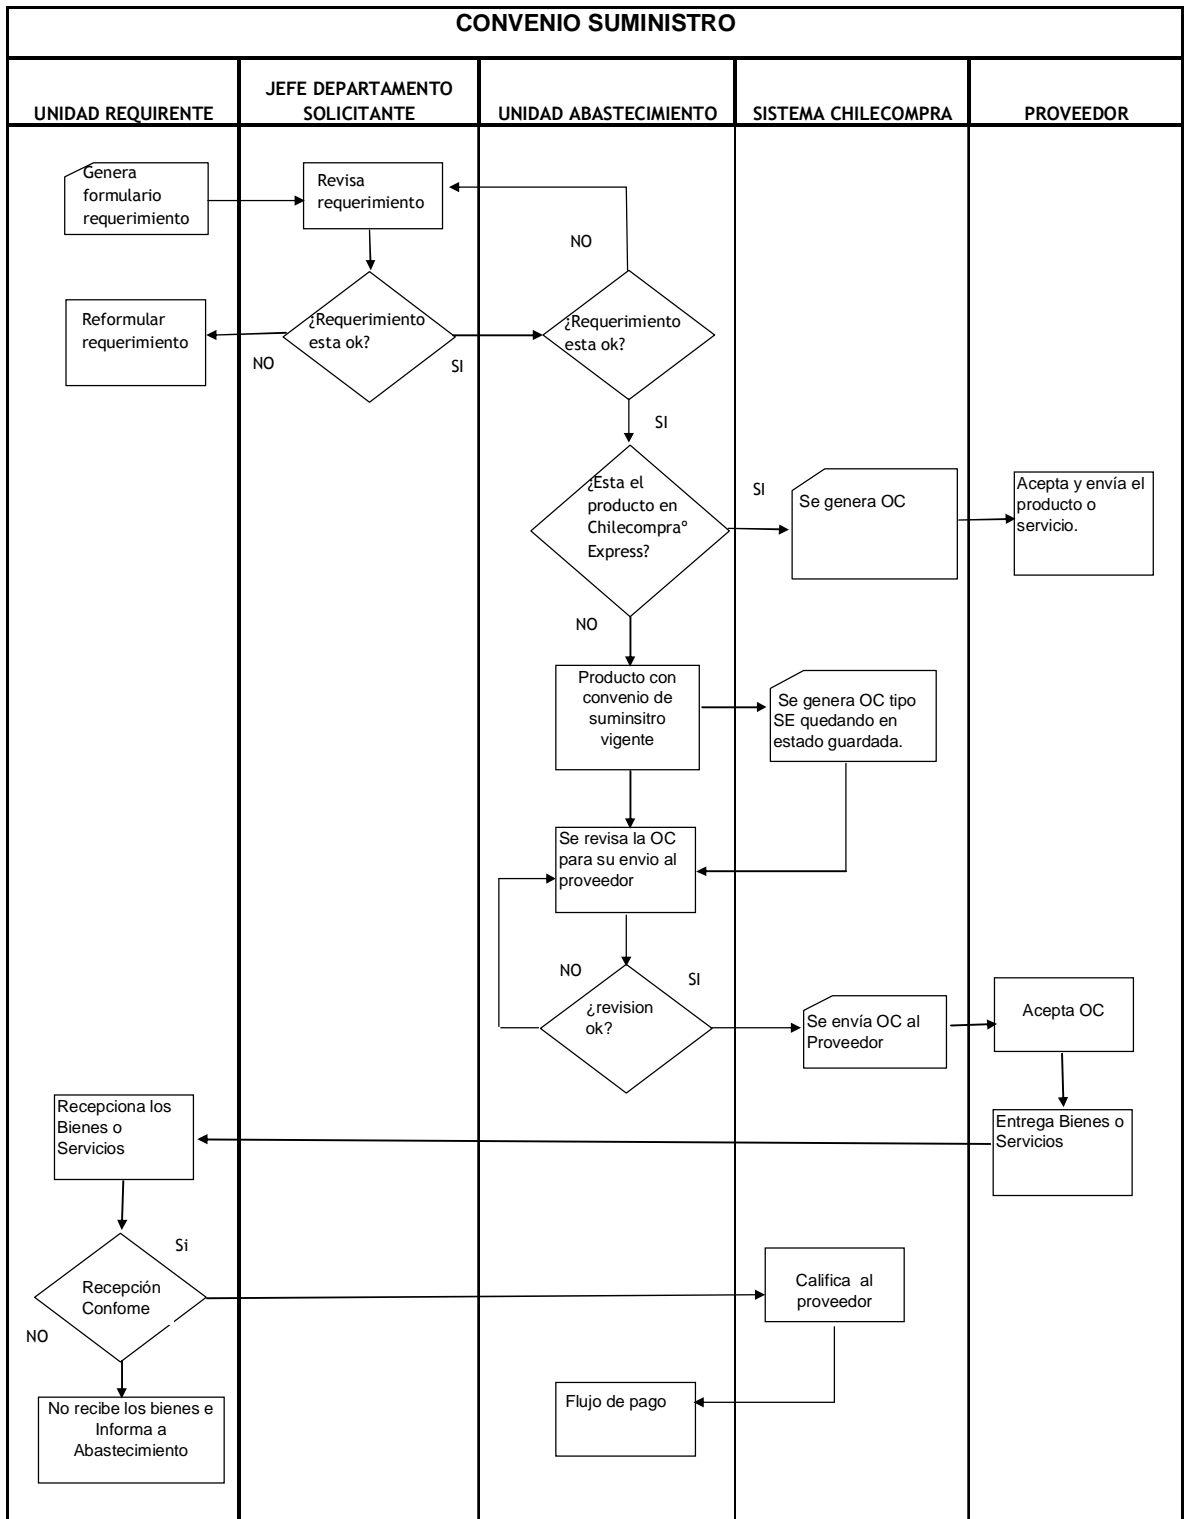 CONVENIO SUMINISTRO
UNIDAD REQUIRENTE
JEFE DEPARTAMENTO
SOLICITANTE
UNIDAD ABASTECIMIENTO
SISTEMA CHILECOMPRA
PROVEEDOR
Genera
formulario
requerimiento
Revisa
requerimiento
NO
Reformular
requerimiento
NO
¿Requerimiento
esta ok?
SI
¿Requerimiento
esta ok?
SI
¿Esta el
producto en
Chilecompraº
Express?
SI
Se genera OC
Acepta y envía el
producto o
servicio.
NO
Producto con
convenio de
suminsitro
vigente
Se genera OC tipo
SE quedando en
estado guardada.
Se revisa la OC
para su envio al
proveedor
NO
SI
¿revision
ok?
Se envía OC al
Proveedor
Acepta OC
Entrega Bienes o
Servicios
Recepciona los
Bienes o
Servicios
Si
Recepción
Confome
NO
Califica al
proveedor
No recibe los bienes e
Informa a
Abastecimiento
Flujo de pago